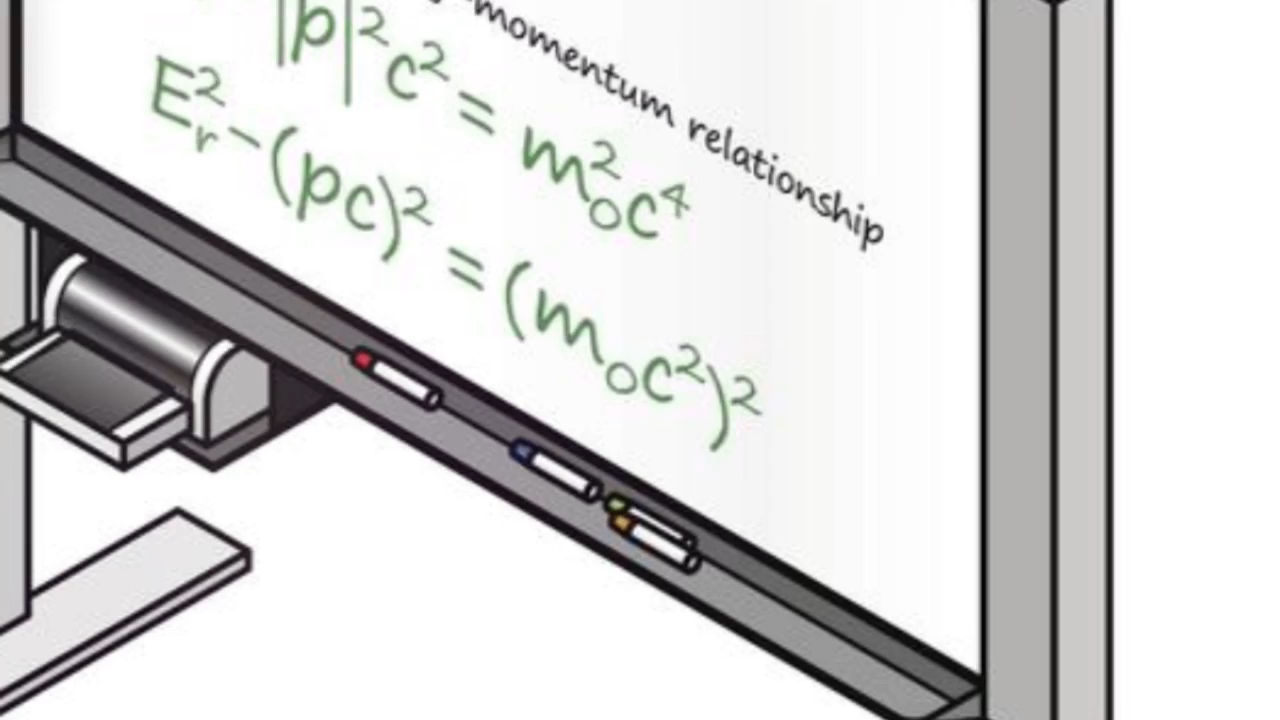 momentum relationship
|p|²c² = m₀²c⁴
Eᵣ² - (pc)² = (m₀c²)²